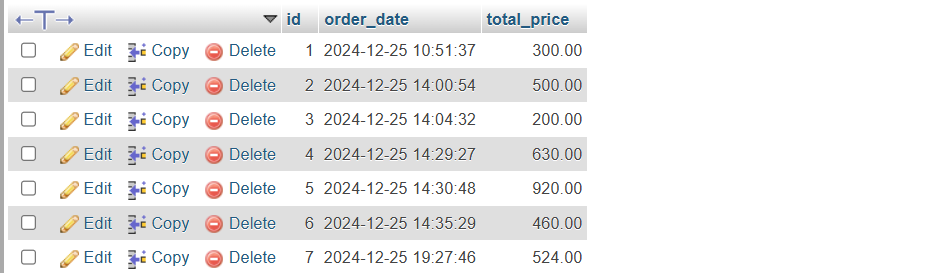 ←T→ id order_date total_price
Edit Copy Delete 1 2024-12-25 10:51:37 300.00
Edit Copy Delete 2 2024-12-25 14:00:54 500.00
Edit Copy Delete 3 2024-12-25 14:04:32 200.00
Edit Copy Delete 4 2024-12-25 14:29:27 630.00
Edit Copy Delete 5 2024-12-25 14:30:48 920.00
Edit Copy Delete 6 2024-12-25 14:35:29 460.00
Edit Copy Delete 7 2024-12-25 19:27:46 524.00